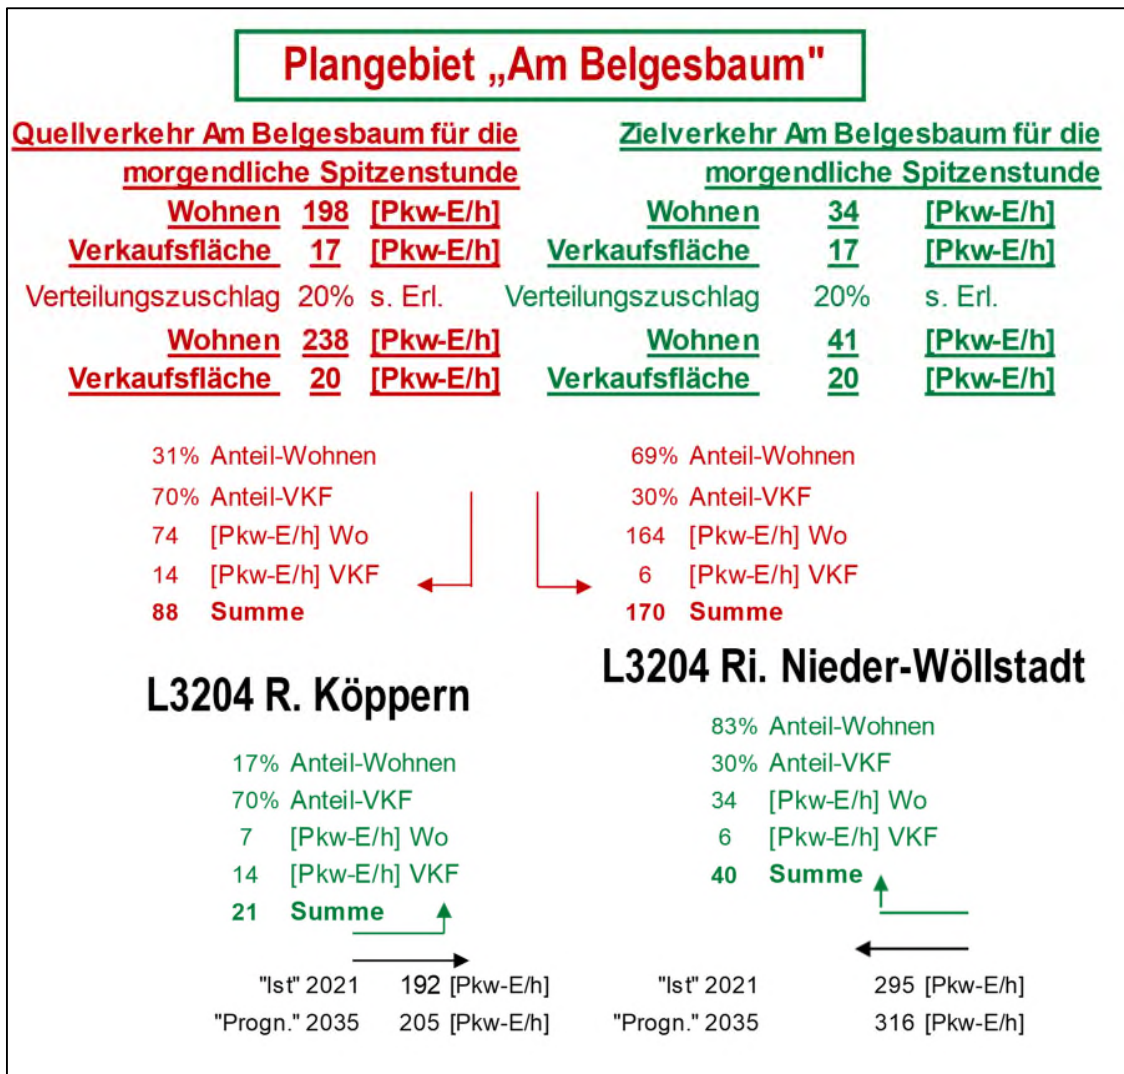 Plangebiet „Am Belgesbaum"
Quellverkehr Am Belgesbaum für die
morgendliche Spitzenstunde
Wohnen 198 [Pkw-E/h]
Verkaufsfläche 17 [Pkw-E/h]
Verteilungszuschlag 20% s. Erl.
Wohnen 238 [Pkw-E/h]
Verkaufsfläche 20 [Pkw-E/h]
Zielverkehr Am Belgesbaum für die
morgendliche Spitzenstunde
Wohnen 34 [Pkw-E/h]
Verkaufsfläche 17 [Pkw-E/h]
Verteilungszuschlag 20% s. Erl.
Wohnen 41 [Pkw-E/h]
Verkaufsfläche 20 [Pkw-E/h]
31% Anteil-Wohnen
70% Anteil-VKF
74 [Pkw-E/h] Wo
14 [Pkw-E/h] VKF
88 Summe
69% Anteil-Wohnen
30% Anteil-VKF
164 [Pkw-E/h] Wo
6 [Pkw-E/h] VKF
170 Summe
L3204 R. Köppern
L3204 Ri. Nieder-Wöllstadt
17% Anteil-Wohnen
70% Anteil-VKF
7 [Pkw-E/h] Wo
14 [Pkw-E/h] VKF
21 Summe
83% Anteil-Wohnen
30% Anteil-VKF
34 [Pkw-E/h] Wo
6 [Pkw-E/h] VKF
40 Summe
"Ist" 2021 192 [Pkw-E/h]
"Progn." 2035 205 [Pkw-E/h]
"Ist" 2021 295 [Pkw-E/h]
"Progn." 2035 316 [Pkw-E/h]